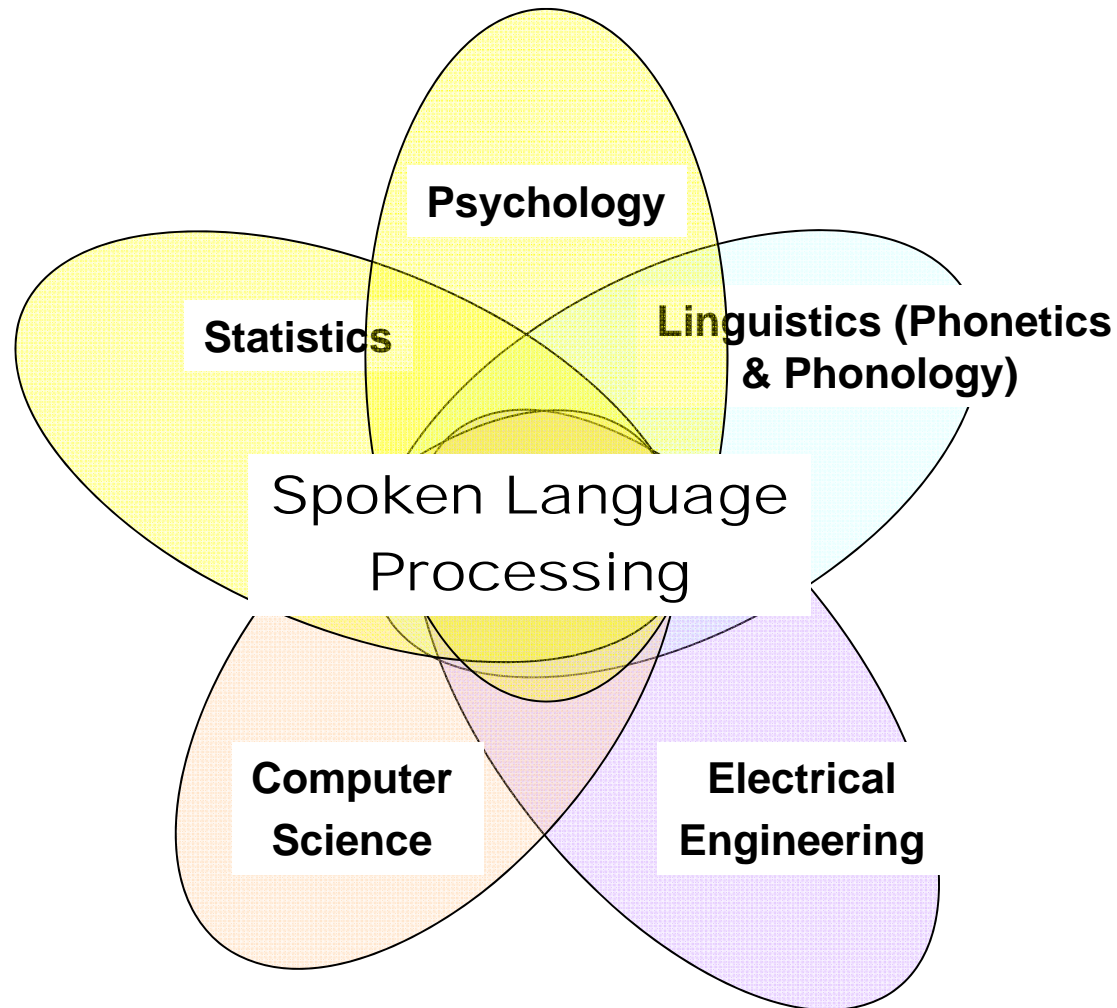 Psychology
Statistics
Linguistics (Phonetics
& Phonology)
Spoken Language
Processing
Computer
Science
Electrical
Engineering